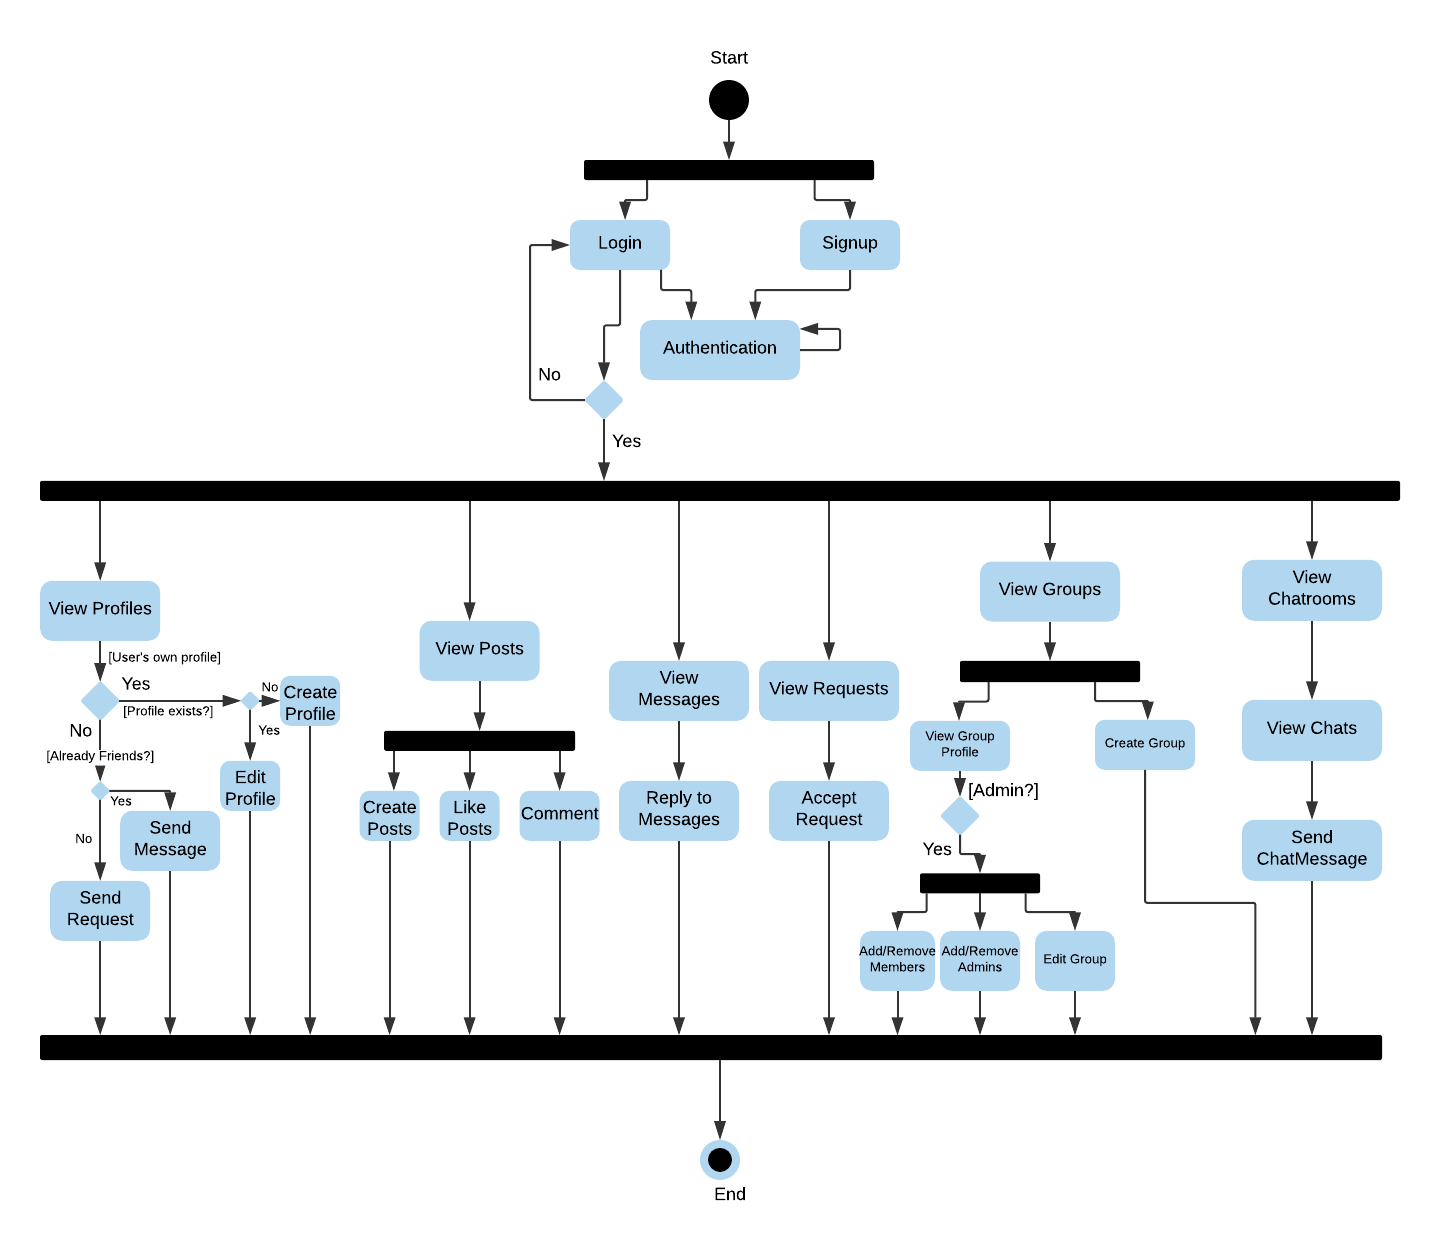 Start
Login
Signup
Authentication
No
Yes
View Profiles
[User's own profile]
Yes
[Profile exists?]
No
Create
Profile
Yes
Edit
Profile
No
[Already Friends?]
Yes
Send
Message
No
Send
Request
View Posts
Create
Posts
Like
Posts
Comment
View
Messages
Reply to
Messages
View Requests
Accept
Request
View Groups
View Group
Profile
Create Group
[Admin?]
Yes
Add/Remove
Members
Add/Remove
Admins
Edit Group
View
Chatrooms
View Chats
Send
ChatMessage
End